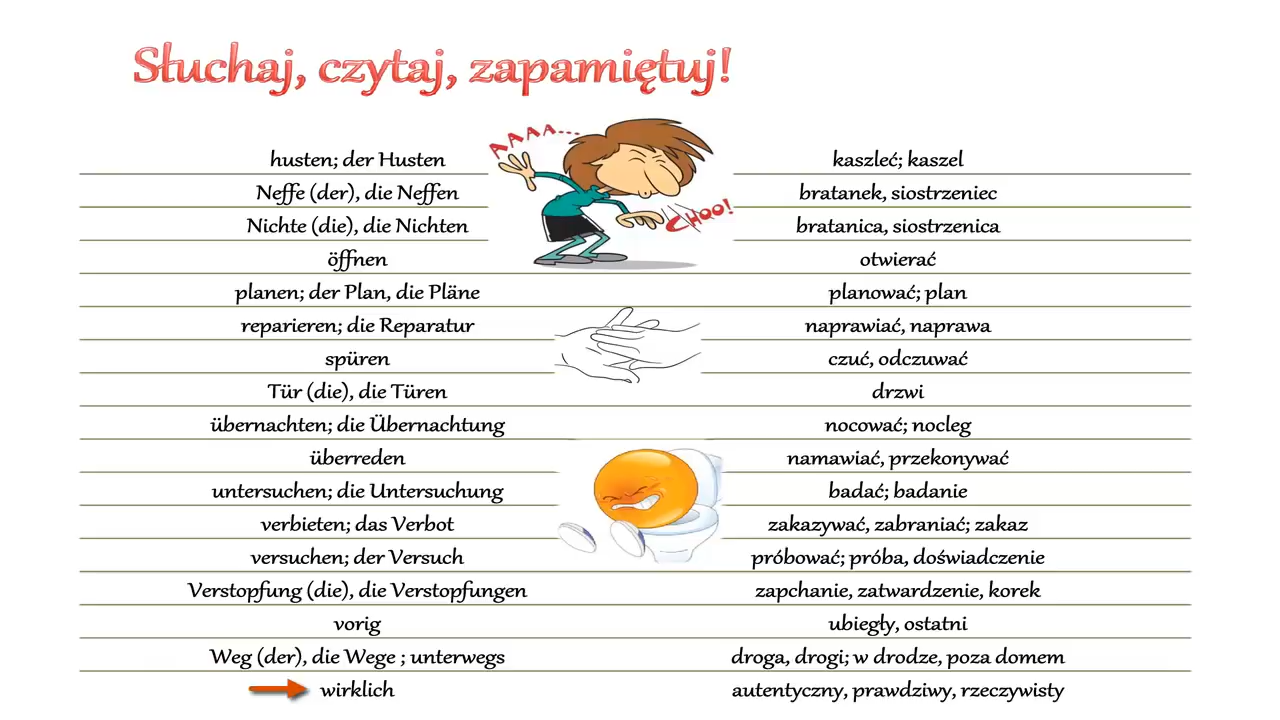 Słuchaj, czytaj, zapamiętuj!
AAAA...
CHOO!
husten; der Husten kaszleć; kaszel
Neffe (der), die Neffen bratanek, siostrzeniec
Nichte (die), die Nichten bratanica, siostrzenica
öffnen otwierać
planen; der Plan, die Pläne planować; plan
reparieren; die Reparatur naprawiać, naprawa
spüren czuć, odczuwać
Tür (die), die Türen drzwi
übernachten; die Übernachtung nocować; nocleg
überreden namawiać, przekonywać
untersuchen; die Untersuchung badać; badanie
verbieten; das Verbot zakazywać, zabraniać; zakaz
versuchen; der Versuch próbować; próba, doświadczenie
Verstopfung (die), die Verstopfungen zapchanie, zatwardzenie, korek
vorig ubiegły, ostatni
Weg (der), die Wege ; unterwegs droga, drogi; w drodze, poza domem
wirklich autentyczny, prawdziwy, rzeczywisty